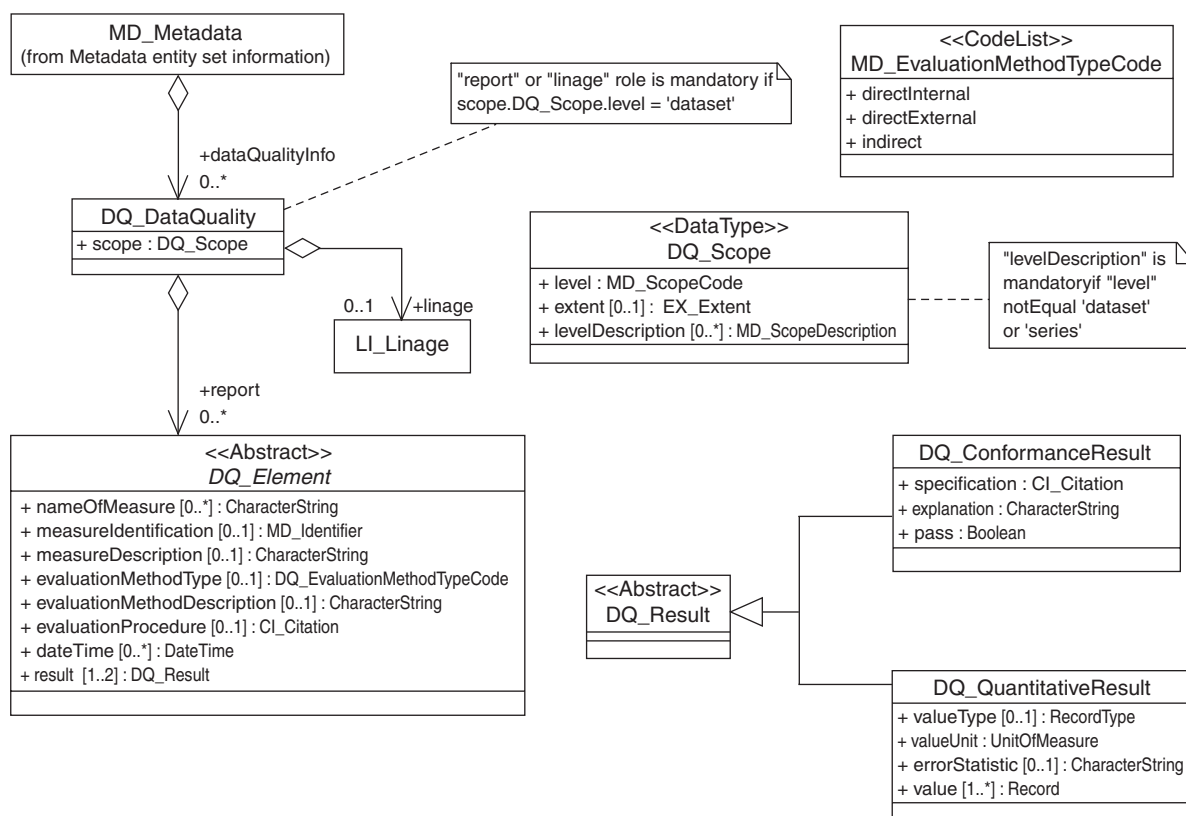 MD_Metadata
(from Metadata entity set information)
+dataQualityInfo
0..*
"report" or "linage" role is mandatory if
scope.DQ_Scope.level = 'dataset'
<<CodeList>>
MD_EvaluationMethodTypeCode
+ directInternal
+ directExternal
+ indirect
DQ_DataQuality
+ scope : DQ_Scope
0..1 +linage
LI_Linage
<<DataType>>
DQ_Scope
+ level : MD_ScopeCode
+ extent [0..1] : EX_Extent
+ levelDescription [0..*] : MD_ScopeDescription
"levelDescription" is
mandatoryif "level"
notEqual 'dataset'
or 'series'
+report
0..*
<<Abstract>>
DQ_Element
+ nameOfMeasure [0..*] : CharacterString
+ measureIdentification [0..1] : MD_Identifier
+ measureDescription [0..1] : CharacterString
+ evaluationMethodType [0..1] : DQ_EvaluationMethodTypeCode
+ evaluationMethodDescription [0..1] : CharacterString
+ evaluationProcedure [0..1] : CI_Citation
+ dateTime [0..*] : DateTime
+ result [1..2] : DQ_Result
<<Abstract>>
DQ_Result
DQ_ConformanceResult
+ specification : CI_Citation
+ explanation : CharacterString
+ pass : Boolean
DQ_QuantitativeResult
+ valueType [0..1] : RecordType
+ valueUnit : UnitOfMeasure
+ errorStatistic [0..1] : CharacterString
+ value [1..*] : Record